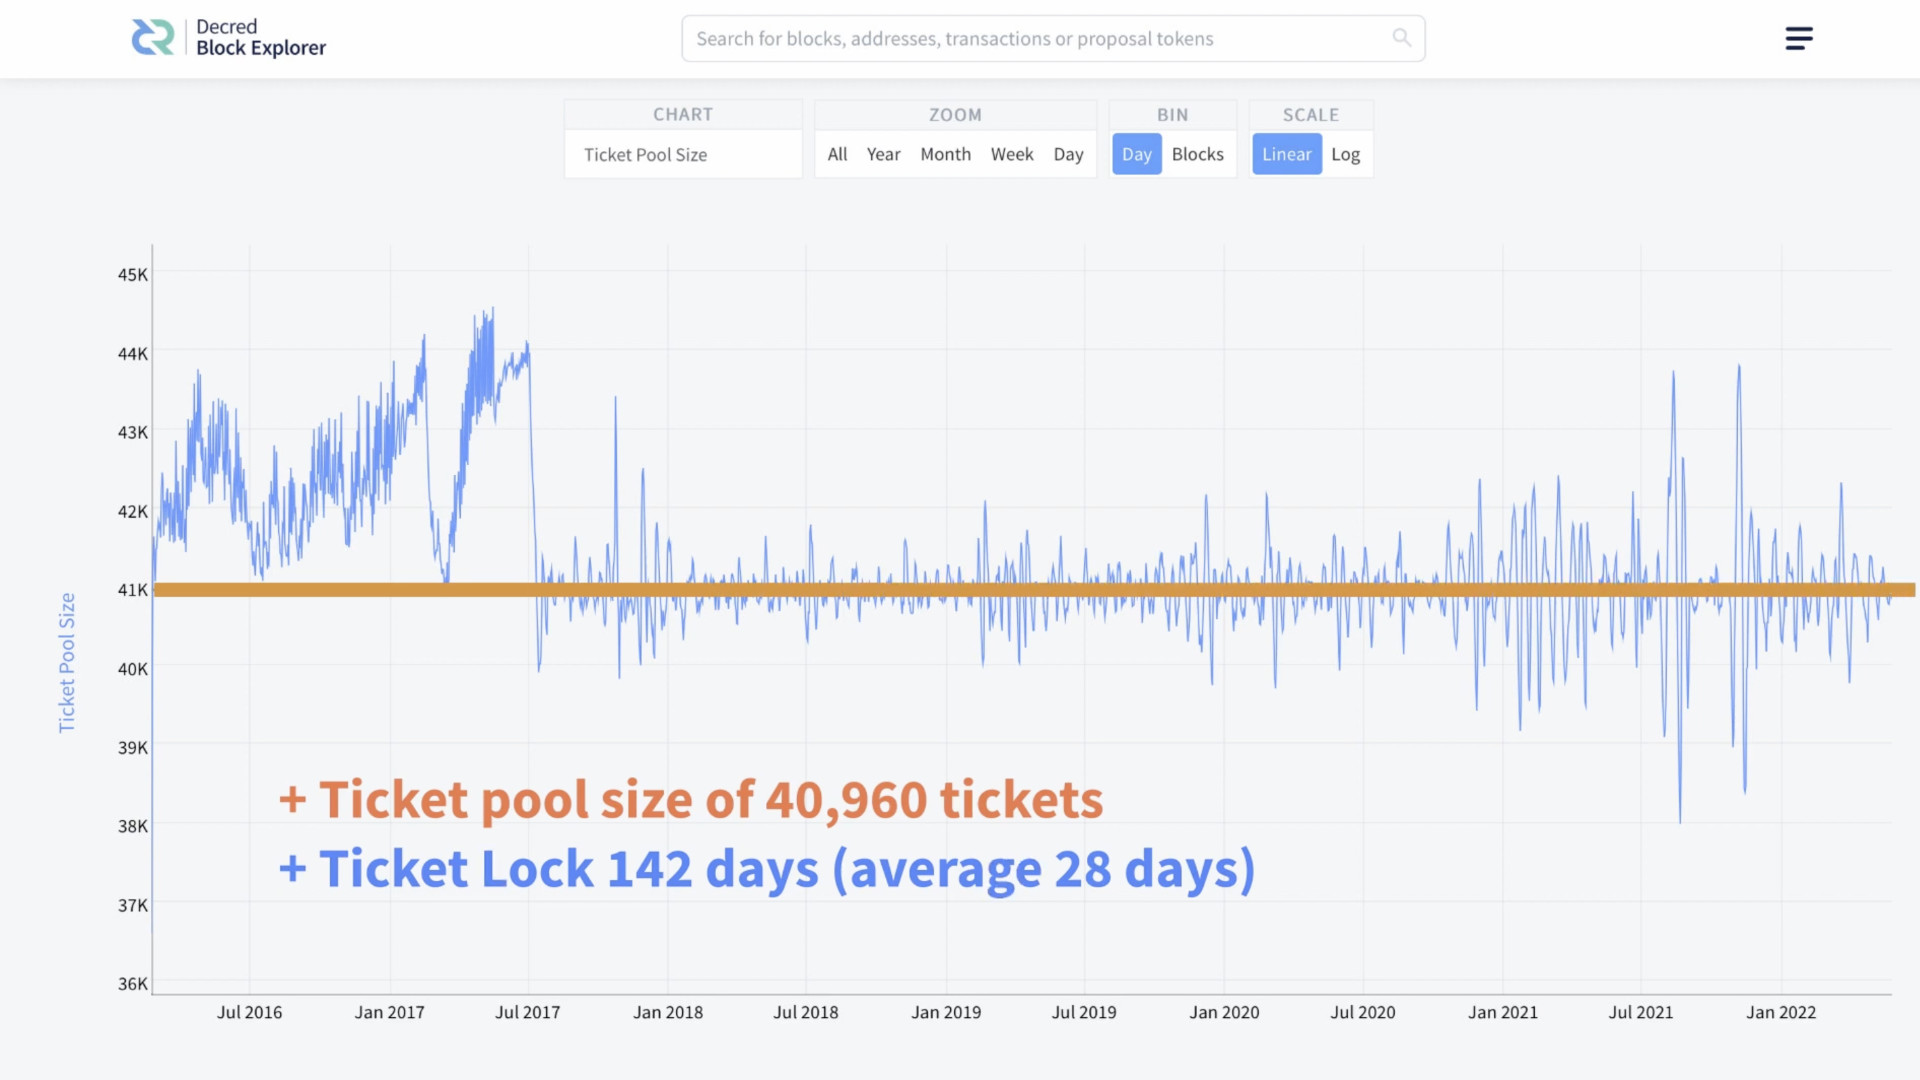 Decred
Block Explorer
Search for blocks, addresses, transactions or proposal tokens
CHART
Ticket Pool Size
ZOOM
All Year Month Week Day
BIN
Day Blocks
SCALE
Linear Log
45K
44K
43K
42K
41K
40K
39K
38K
37K
36K
Ticket Pool Size
+ Ticket pool size of 40,960 tickets
+ Ticket Lock 142 days (average 28 days)
Jul 2016 Jan 2017 Jul 2017 Jan 2018 Jul 2018 Jan 2019 Jul 2019 Jan 2020 Jul 2020 Jan 2021 Jul 2021 Jan 2022